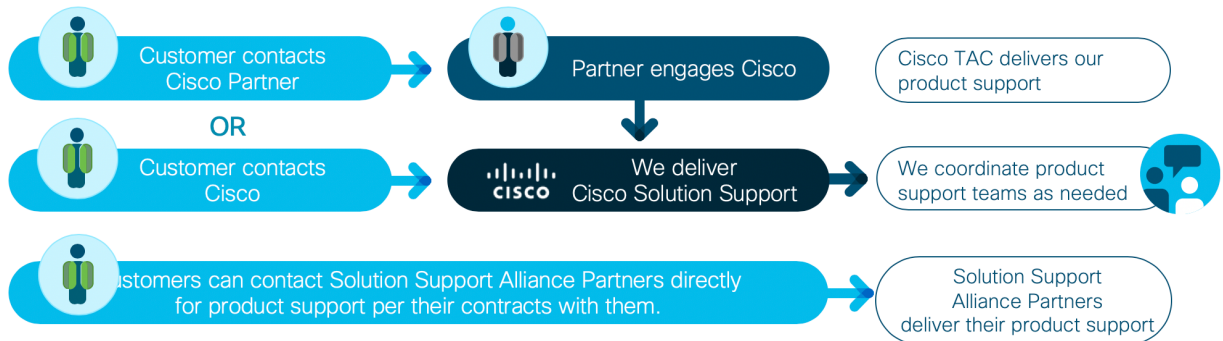 Customer contacts
Cisco Partner
Partner engages Cisco
Cisco TAC delivers our
product support
OR
Customer contacts
Cisco
CISCO
We deliver
Cisco Solution Support
We coordinate product
support teams as needed
ustomers can contact Solution Support Alliance Partners directly
for product support per their contracts with them.
Solution Support
Alliance Partners
deliver their product support